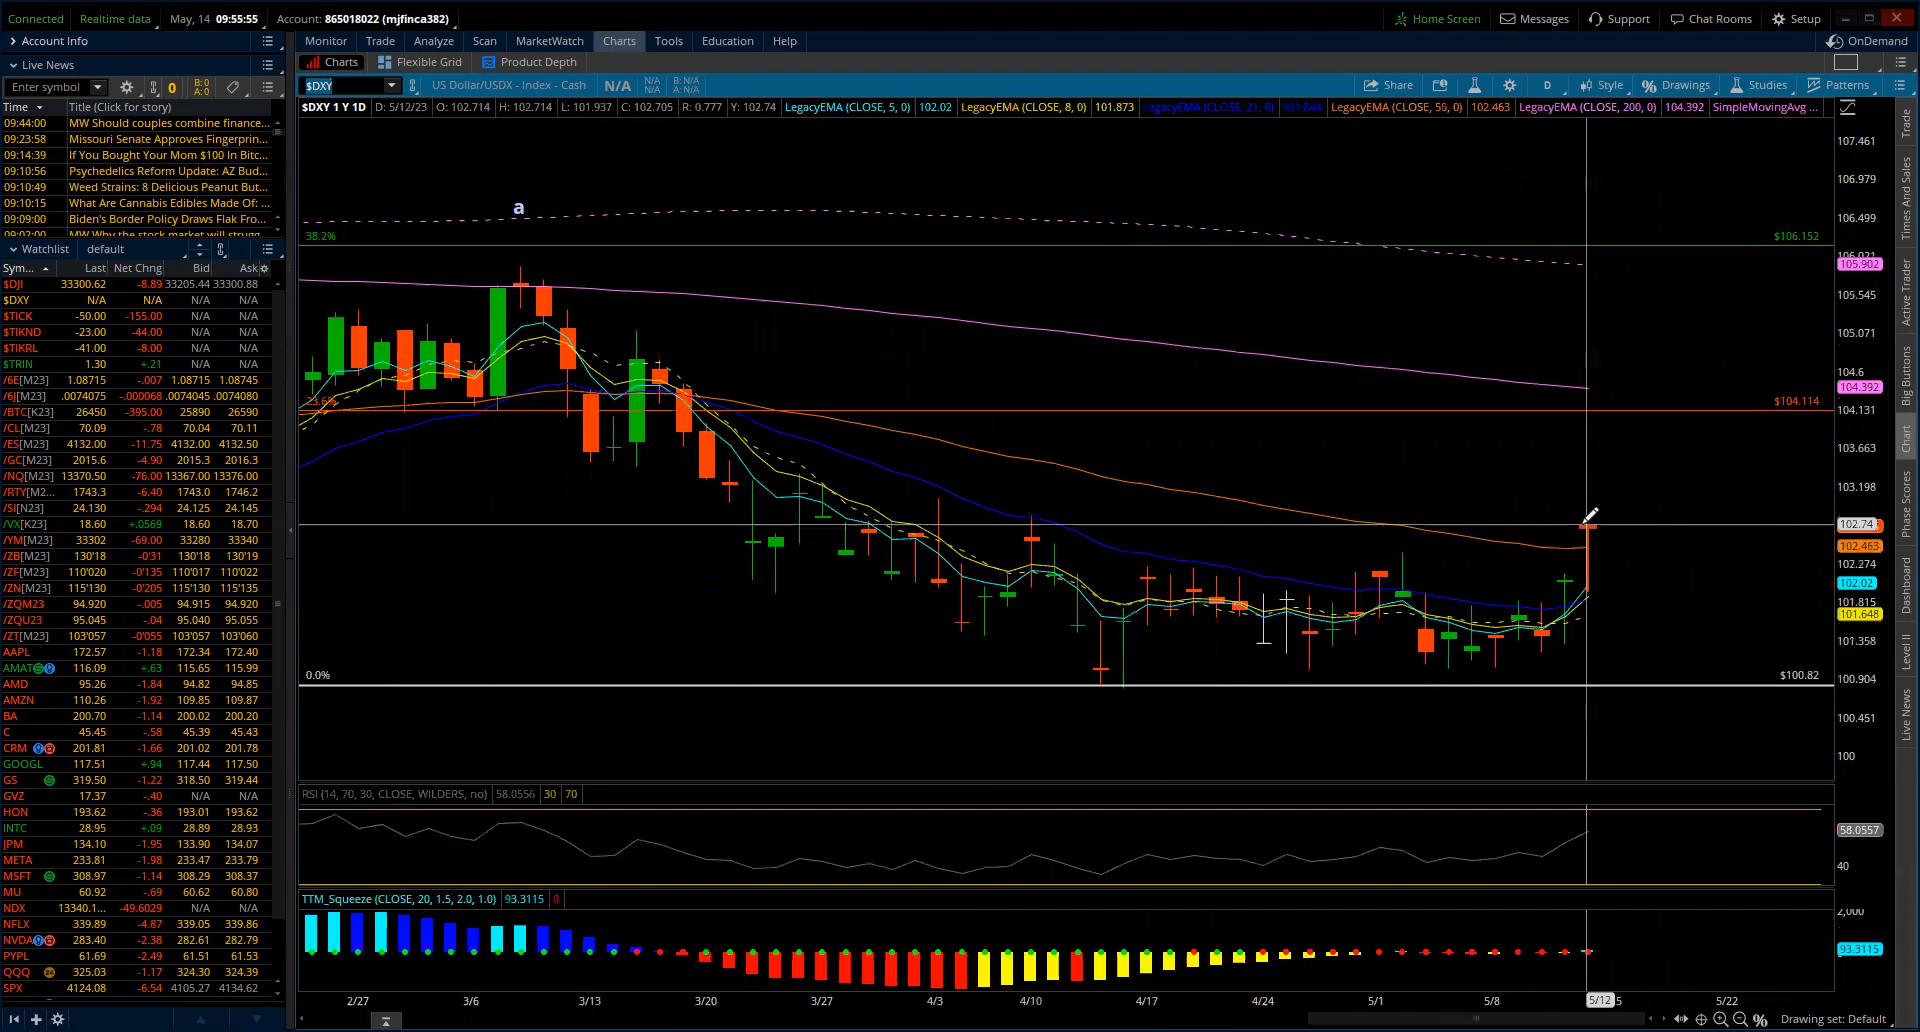 Connected Realtime data May, 14 09:55:55 Account: 865018022 (mjfinca382) Home Screen Messages Support Chat Rooms Setup
Account Info Monitor Trade Analyze Scan MarketWatch Charts Tools Education Help OnDemand
Live News Charts Flexible Grid Product Depth
Enter symbol 0 B: 0 A: 0 $DXY US Dollar/USDX - Index - Cash N/A N/A N/A B: N/A A: N/A Share D Style Drawings Studies Patterns
Time Title (Click for story)
$DXY 1 Y 1D D: 5/12/23 O: 102.714 H: 102.714 L: 101.937 C: 102.705 R: 0.777 Y: 102.74 LegacyEMA (CLOSE, 5, 0) 102.02 LegacyEMA (CLOSE, 8, 0) 101.873 LegacyEMA (CLOSE, 21, 0) 101.844 LegacyEMA (CLOSE, 50, 0) 102.463 LegacyEMA (CLOSE, 200, 0) 104.392 SimpleMovingAvg ...
09:44:00 MW Should couples combine finance...
09:23:58 Missouri Senate Approves Fingerprin...
09:14:39 If You Bought Your Mom $100 In Bitc...
09:10:56 Psychedelics Reform Update: AZ Bud...
09:10:49 Weed Strains: 8 Delicious Peanut But...
09:10:15 What Are Cannabis Edibles Made Of: ...
09:09:00 Biden's Border Policy Draws Flak Fro...
09:02:00 MW Why the stock market will strugg...
Watchlist default
Sym... Last Net Chng Bid Ask
$DJI 33300.62 -8.89 33205.44 33300.88
$DXY N/A N/A N/A N/A
$TICK -50.00 -155.00 N/A N/A
$TIKND -23.00 -44.00 N/A N/A
$TIKRL -41.00 -8.00 N/A N/A
$TRIN 1.30 +.21 N/A N/A
/6E[M23] 1.08715 -.007 1.08715 1.08745
/6J[M23] .0074075 -.000068 .0074045 .0074080
/BTC[K23] 26450 -395.00 25890 26590
/CL[M23] 70.09 -.78 70.04 70.11
/ES[M23] 4132.00 -11.75 4132.00 4132.50
/GC[M23] 2015.6 -4.90 2015.3 2016.3
/NQ[M23] 13370.50 -76.00 13367.00 13376.00
/RTY[M2... 1743.3 -6.40 1743.0 1746.2
/SI[N23] 24.130 -.294 24.125 24.145
/VX[K23] 18.60 +.0569 18.60 18.70
/YM[M23] 33302 -69.00 33280 33340
/ZB[M23] 130'18 -0'31 130'18 130'19
/ZF[M23] 110'020 -0'135 110'017 110'022
/ZN[M23] 115'130 -0'205 115'130 115'135
/ZQM23 94.920 -.005 94.915 94.920
/ZQU23 95.045 -.04 95.040 95.055
/ZT[M23] 103'057 -0'055 103'057 103'060
AAPL 172.57 -1.18 172.34 172.40
AMAT 116.09 +.63 115.65 115.99
AMD 95.26 -1.84 94.82 94.85
AMZN 110.26 -1.92 109.85 109.87
BA 200.70 -1.14 200.02 200.20
C 45.45 -.58 45.39 45.43
CRM 201.81 -1.66 201.02 201.78
GOOGL 117.51 +.94 117.44 117.50
GS 319.50 -1.22 318.50 319.44
GVZ 17.37 -.40 N/A N/A
HON 193.62 -.36 193.01 193.62
INTC 28.95 +.09 28.89 28.93
JPM 134.10 -1.95 133.90 134.07
META 233.81 -1.98 233.47 233.79
MSFT 308.97 -1.14 308.29 308.37
MU 60.92 -.69 60.62 60.80
NDX 13340.1... -49.6029 N/A N/A
NFLX 339.89 -4.87 339.05 339.86
NVDA 283.40 -2.38 282.61 282.79
PYPL 61.69 -2.49 61.51 61.53
QQQ 325.03 -1.17 324.30 324.39
SPX 4124.08 -6.54 4105.27 4134.62
a
38.2% $106.152
23.6% $104.114
0.0% $100.82
107.461
106.979
106.499
106.021
105.902
105.545
105.071
104.6
104.392
104.131
103.663
103.198
102.74
102.463
102.274
102.02
101.815
101.648
101.358
100.904
100.451
100
RSI (14, 70, 30, CLOSE, WILDERS, no) 58.0556 30 70
58.0557
40
TTM_Squeeze (CLOSE, 20, 1.5, 2.0, 1.0) 93.3115 0
2,000
93.3115
2/27 3/6 3/13 3/20 3/27 4/3 4/10 4/17 4/24 5/1 5/8 5/12 5 5/22
Drawing set: Default
Trade
Times And Sales
Active Trader
Big Buttons
Chart
Phase Scores
Dashboard
Level II
Live News